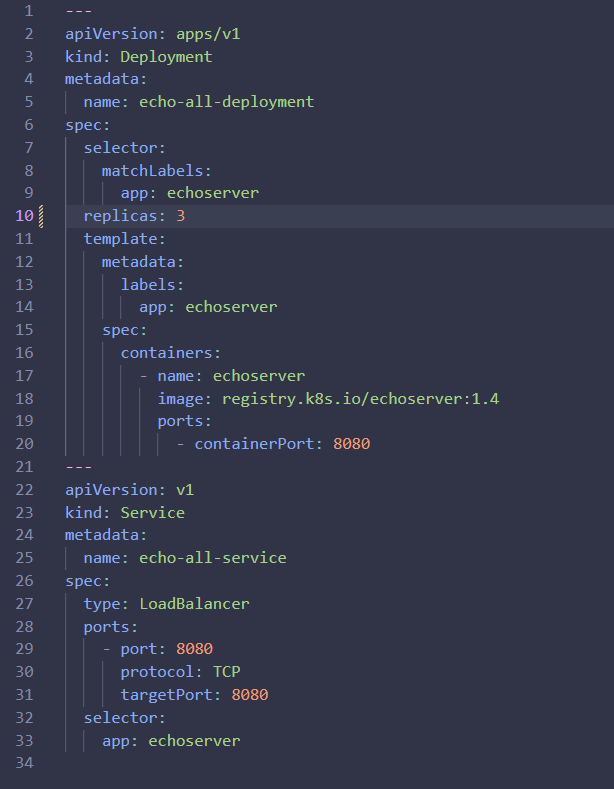 1 ---
2 apiVersion: apps/v1
3 kind: Deployment
4 metadata:
5   name: echo-all-deployment
6 spec:
7   selector:
8     matchLabels:
9       app: echoserver
10   replicas: 3
11   template:
12     metadata:
13       labels:
14         app: echoserver
15     spec:
16       containers:
17         - name: echoserver
18           image: registry.k8s.io/echoserver:1.4
19           ports:
20             - containerPort: 8080
21 ---
22 apiVersion: v1
23 kind: Service
24 metadata:
25   name: echo-all-service
26 spec:
27   type: LoadBalancer
28   ports:
29     - port: 8080
30       protocol: TCP
31       targetPort: 8080
32   selector:
33     app: echoserver
34